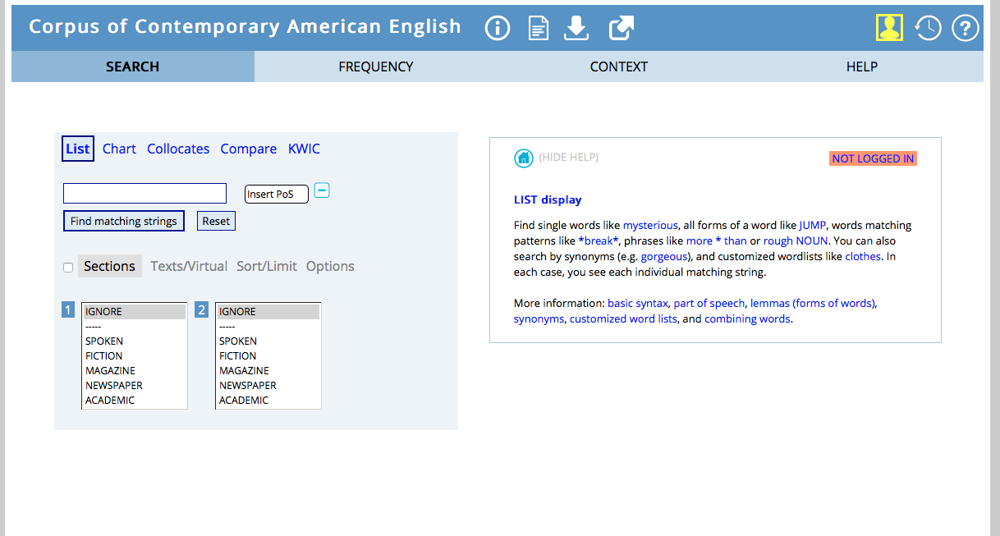 Corpus of Contemporary American English
SEARCH FREQUENCY CONTEXT HELP
List Chart Collocates Compare KWIC
Insert PoS
Find matching strings Reset
Sections Texts/Virtual Sort/Limit Options
1 IGNORE 2 IGNORE
----- -----
SPOKEN SPOKEN
FICTION FICTION
MAGAZINE MAGAZINE
NEWSPAPER NEWSPAPER
ACADEMIC ACADEMIC
(HIDE HELP) NOT LOGGED IN
LIST display
Find single words like mysterious, all forms of a word like JUMP, words matching
patterns like *break*, phrases like more * than or rough NOUN. You can also
search by synonyms (e.g. gorgeous), and customized wordlists like clothes. In
each case, you see each individual matching string.
More information: basic syntax, part of speech, lemmas (forms of words),
synonyms, customized word lists, and combining words.